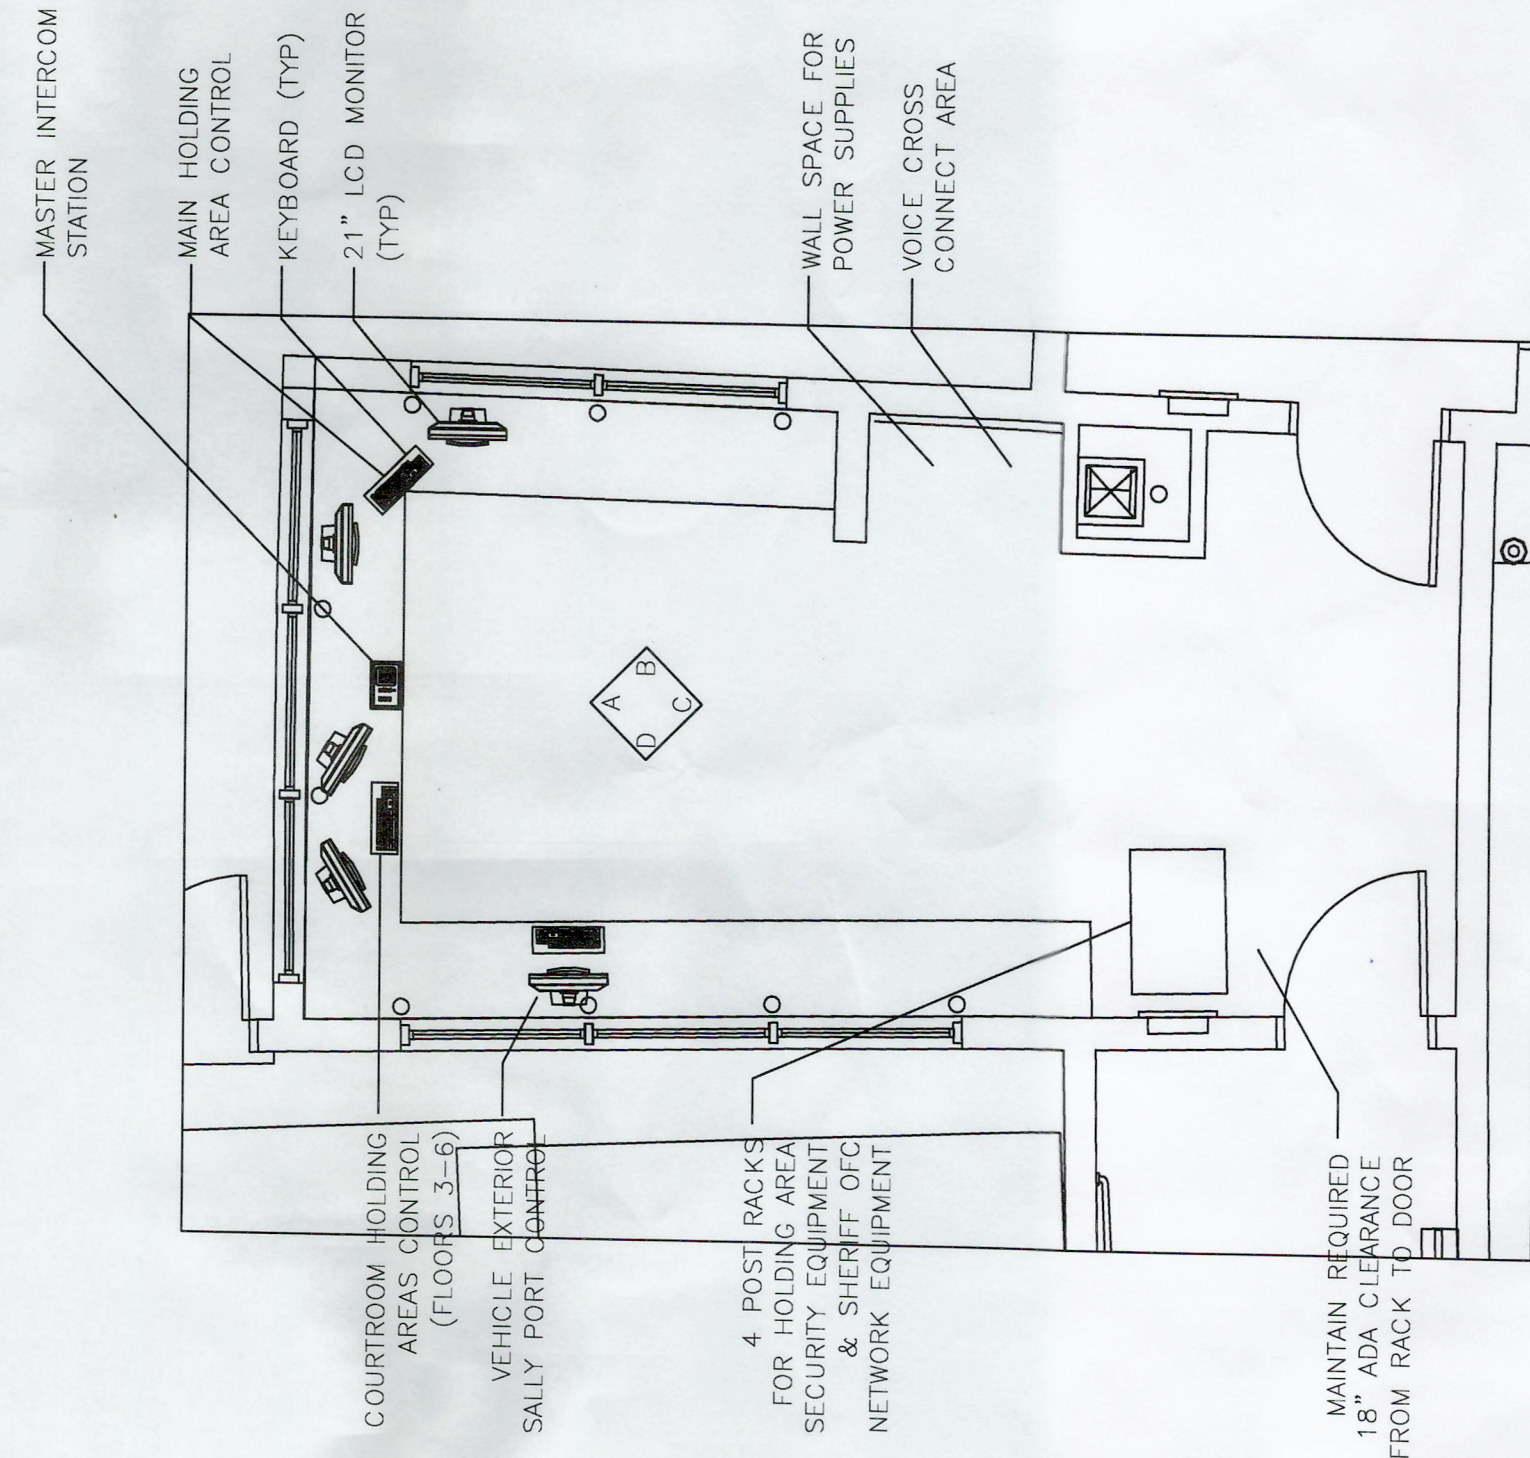 MASTER INTERCOM
STATION
MAIN HOLDING
AREA CONTROL
KEYBOARD (TYP)
21" LCD MONITOR
(TYP)
WALL SPACE FOR
POWER SUPPLIES
VOICE CROSS
CONNECT AREA
A
B
C
D
COURTROOM HOLDING
AREAS CONTROL
(FLOORS 3-6)
VEHICLE EXTERIOR
SALLY PORT CONTROL
4 POST RACKS
FOR HOLDING AREA
SECURITY EQUIPMENT
& SHERIFF OFC
NETWORK EQUIPMENT
MAINTAIN REQUIRED
18" ADA CLEARANCE
FROM RACK TO DOOR